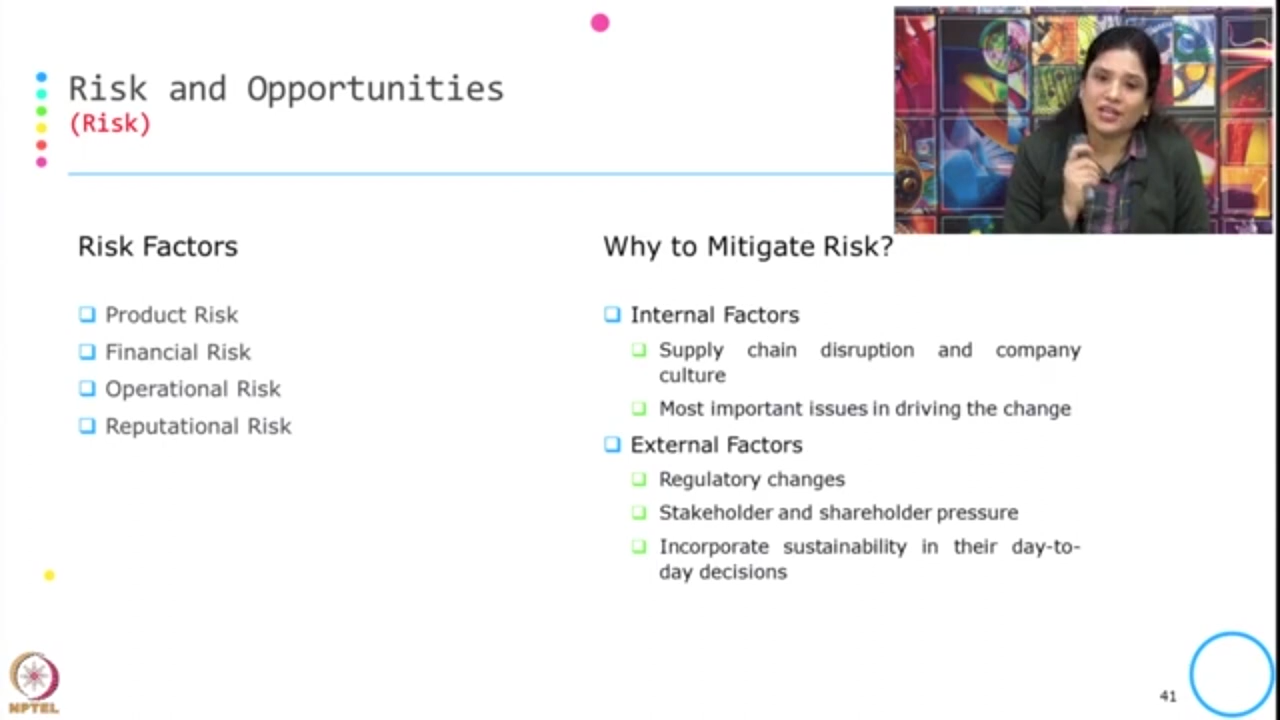 Risk and Opportunities
(Risk)
Risk Factors
Product Risk
Financial Risk
Operational Risk
Reputational Risk
Why to Mitigate Risk?
Internal Factors
Supply chain disruption and company
culture
Most important issues in driving the change
External Factors
Regulatory changes
Stakeholder and shareholder pressure
Incorporate sustainability in their day-to-
day decisions
NPTEL
41